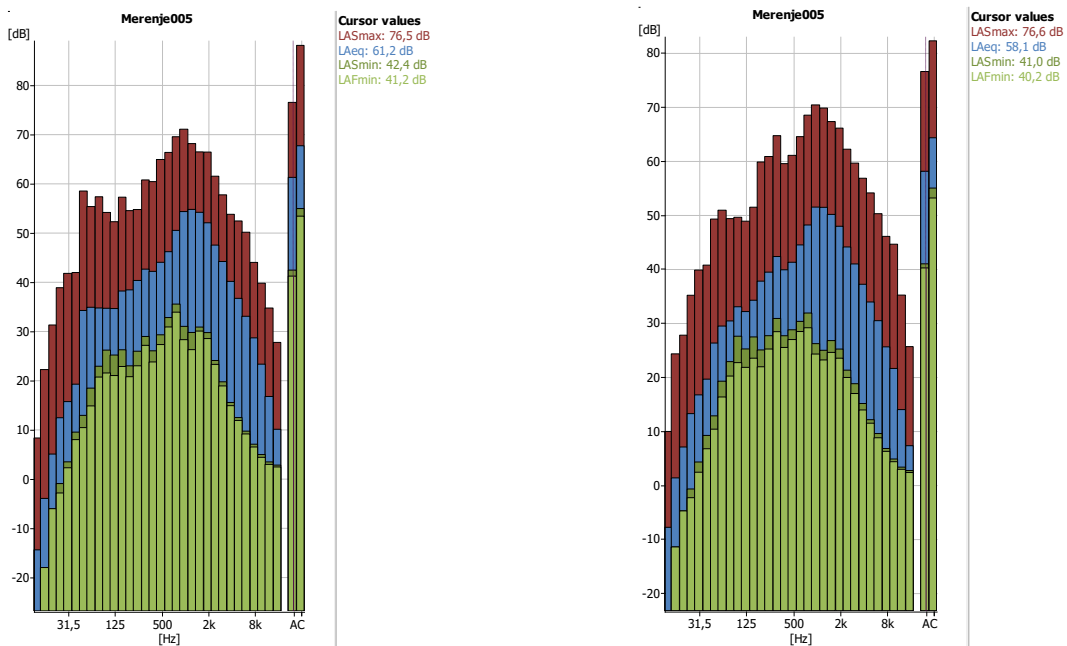 Merenje005
[dB]
80
70
60
50
40
30
20
10
0
-10
-20
31,5 125 500 2k 8k AC
[Hz]
Cursor values
LASmax: 76,5 dB
LAeq: 61,2 dB
LASmin: 42,4 dB
LAFmin: 41,2 dB
Merenje005
[dB]
80
70
60
50
40
30
20
10
0
-10
-20
31,5 125 500 2k 8k AC
[Hz]
Cursor values
LASmax: 76,6 dB
LAeq: 58,1 dB
LASmin: 41,0 dB
LAFmin: 40,2 dB